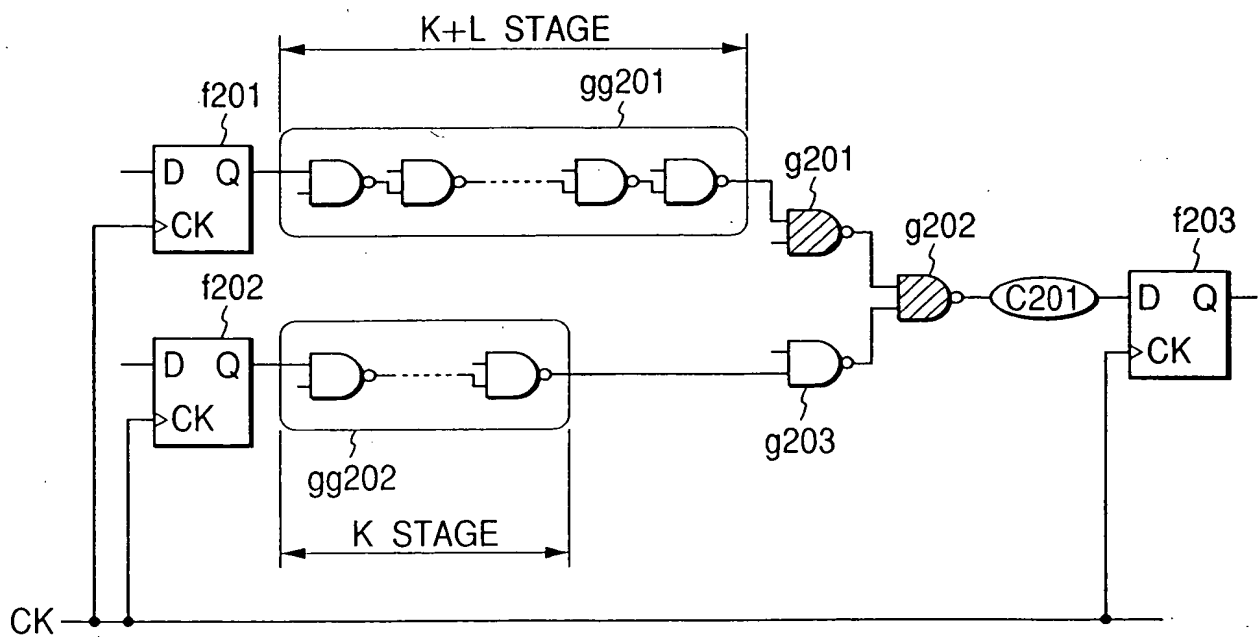 K+L STAGE
gg201
f201
D Q
CK
g201
g202
f203
C201
D Q
CK
f202
D Q
CK
g203
gg202
K STAGE
CK